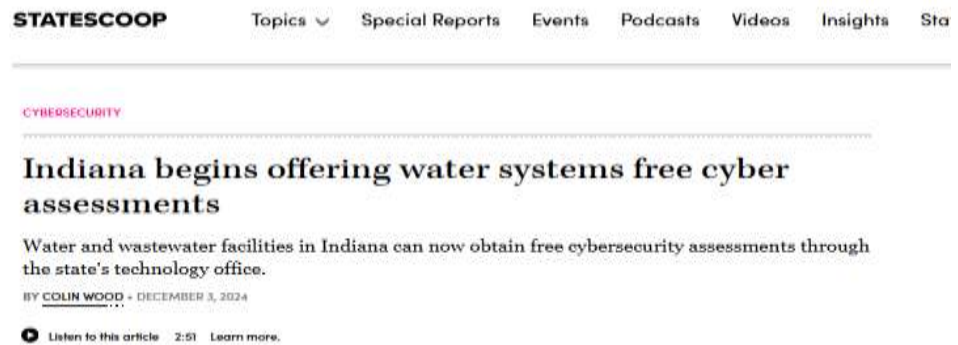 STATESCOOP Topics Special Reports Events Podcasts Videos Insights Sta
CYBERSECURITY
Indiana begins offering water systems free cyber
assessments
Water and wastewater facilities in Indiana can now obtain free cybersecurity assessments through
the state's technology office.
BY COLIN WOOD • DECEMBER 3, 2024
Listen to this article 2:51 Learn more.